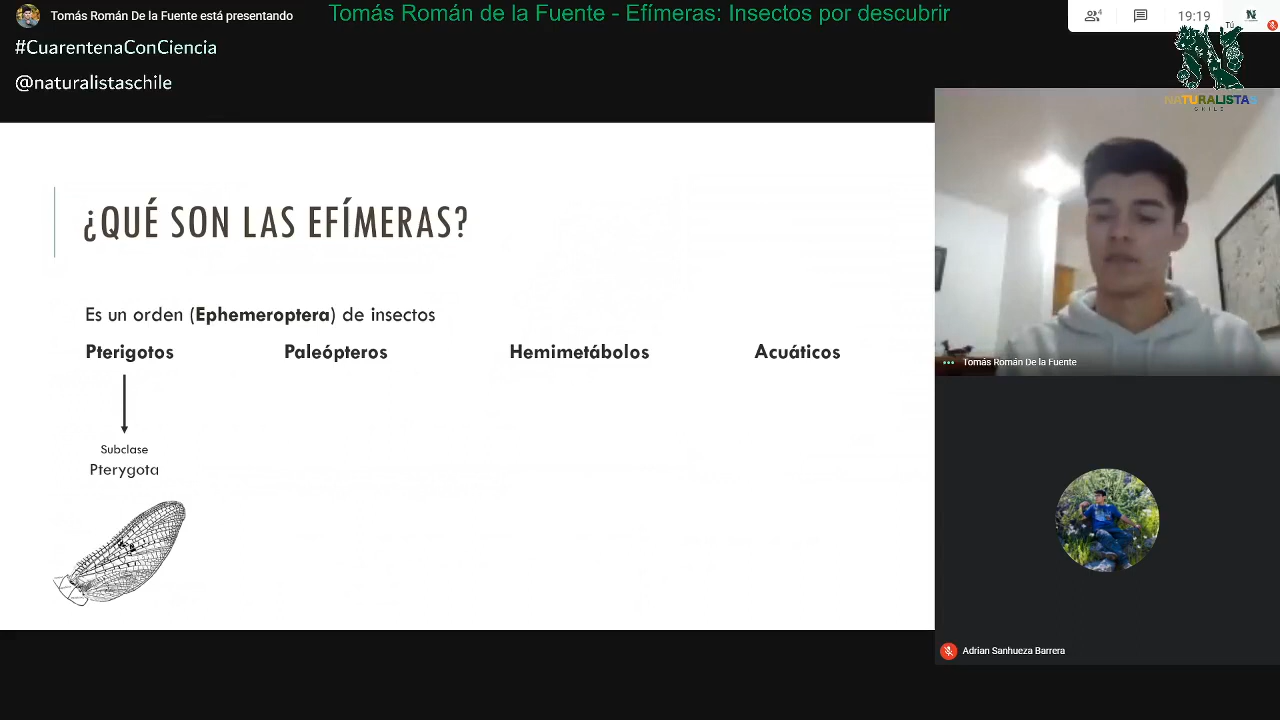 Tomás Román De la Fuente está presentando
Tomás Román de la Fuente - Efímeras: Insectos por descubrir
4
19:19
Tú
#CuarentenaConCiencia
@naturalistaschile
NATURALISTAS
CHILE
¿QUÉ SON LAS EFÍMERAS?
Es un orden (Ephemeroptera) de insectos
Pterigotos Paleópteros Hemimetábolos Acuáticos
Subclase
Pterygota
Tomás Román De la Fuente
Adrian Sanhueza Barrera